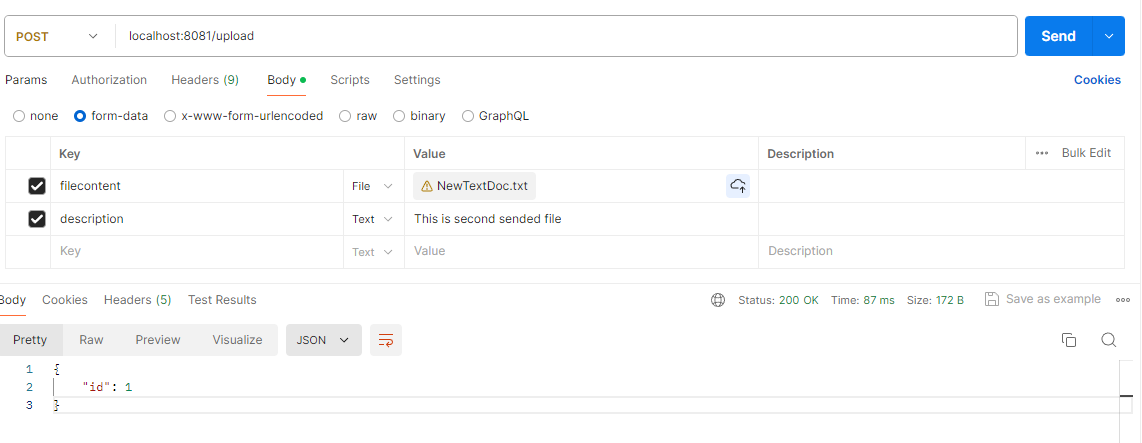 POST localhost:8081/upload Send
Params Authorization Headers (9) Body Scripts Settings Cookies
none form-data x-www-form-urlencoded raw binary GraphQL
Key Value Description Bulk Edit
filecontent File NewTextDoc.txt
description Text This is second sended file
Key Text Value Description
Body Cookies Headers (5) Test Results Status: 200 OK Time: 87 ms Size: 172 B Save as example
Pretty Raw Preview Visualize JSON
1 {
2 "id": 1
3 }